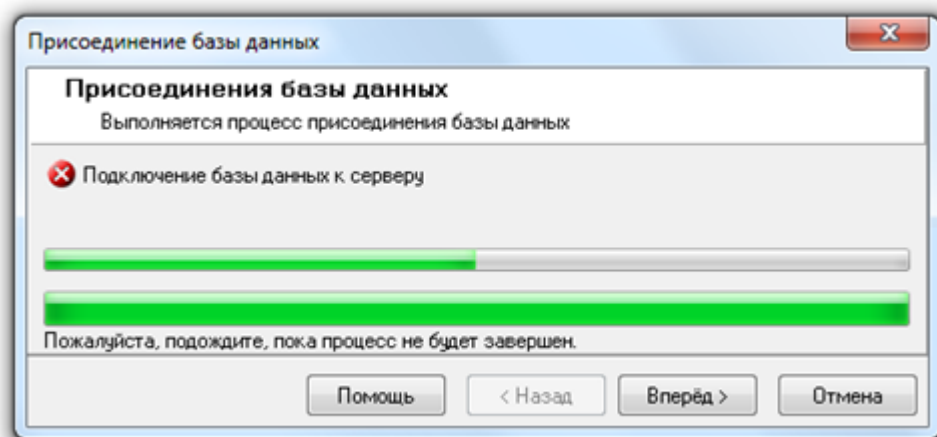 Присоединение базы данных
Присоединения базы данных
Выполняется процесс присоединения базы данных
Подключение базы данных к серверу
Пожалуйста, подождите, пока процесс не будет завершен.
Помощь
< Назад
Вперёд >
Отмена